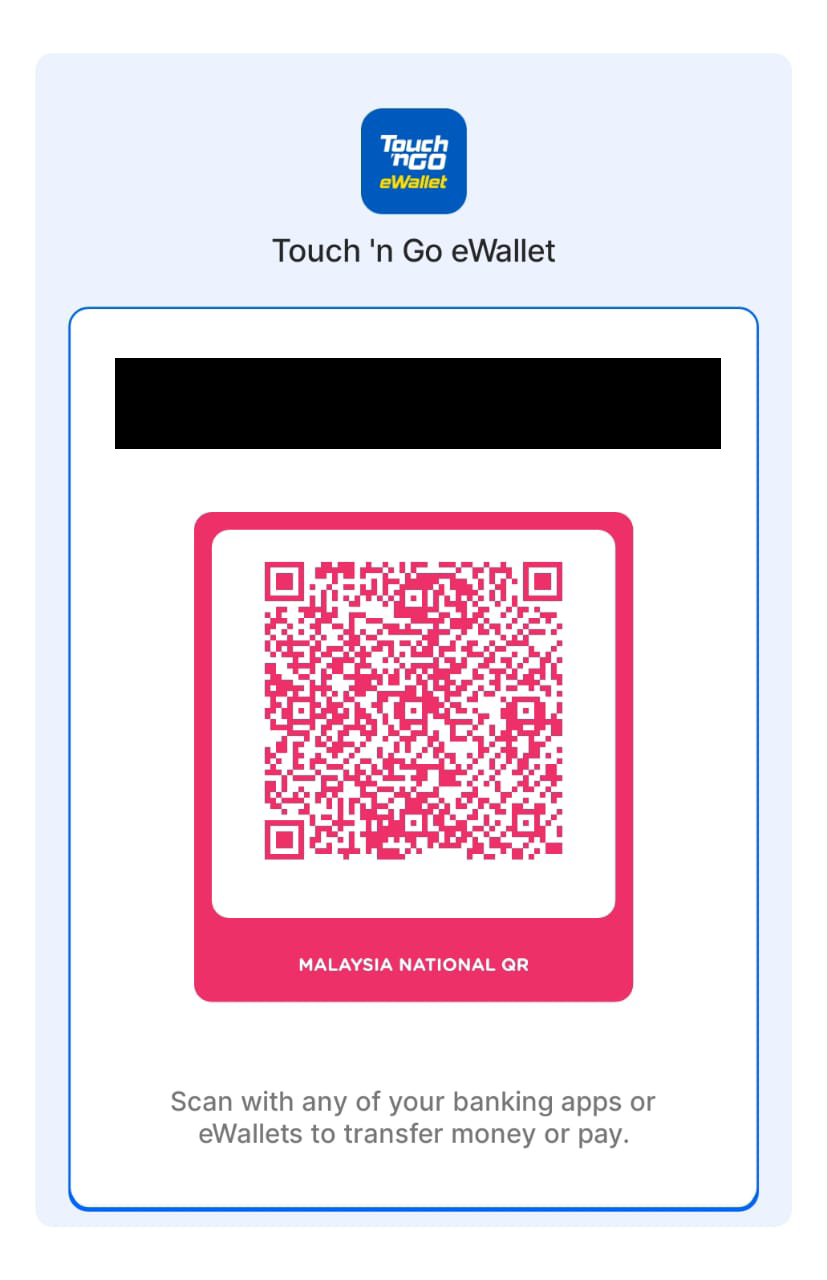 Touch
'nGO
eWallet
Touch 'n Go eWallet
MALAYSIA NATIONAL QR
Scan with any of your banking apps or
eWallets to transfer money or pay.